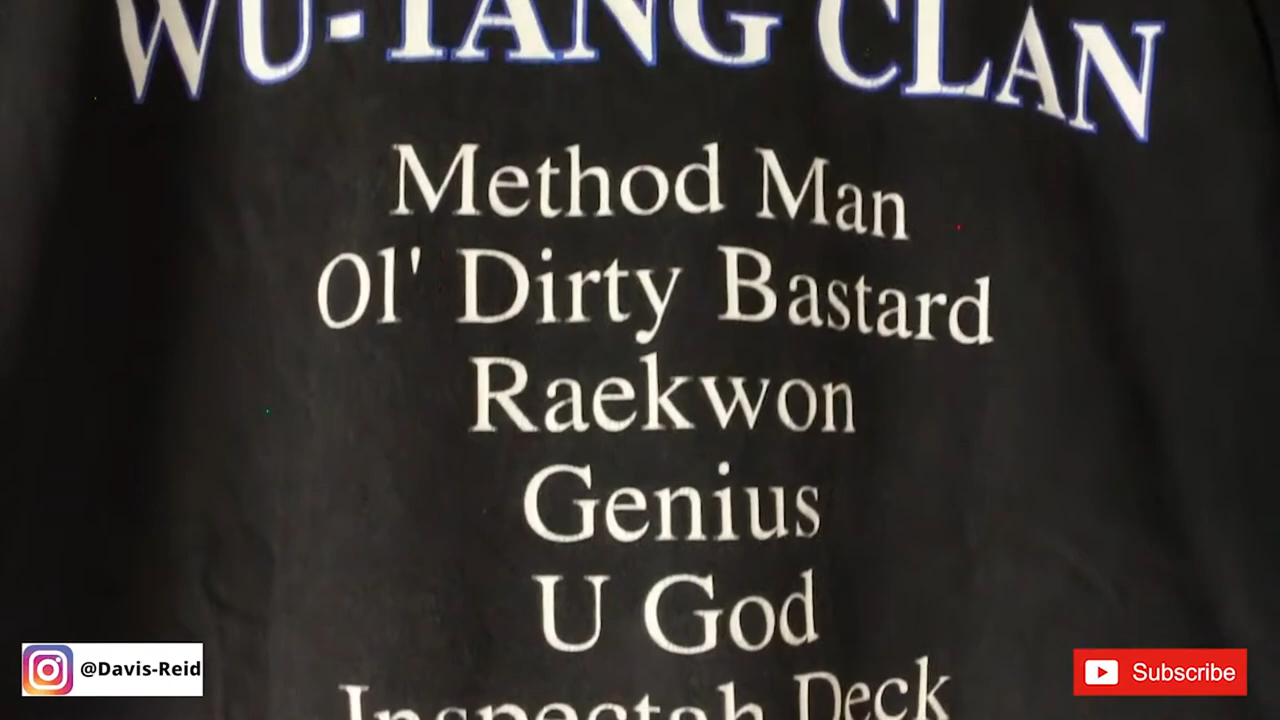 WU-TANG CLAN
Method Man
Ol' Dirty Bastard
Raekwon
Genius
U God
Inspectah Deck
@Davis-Reid
Subscribe